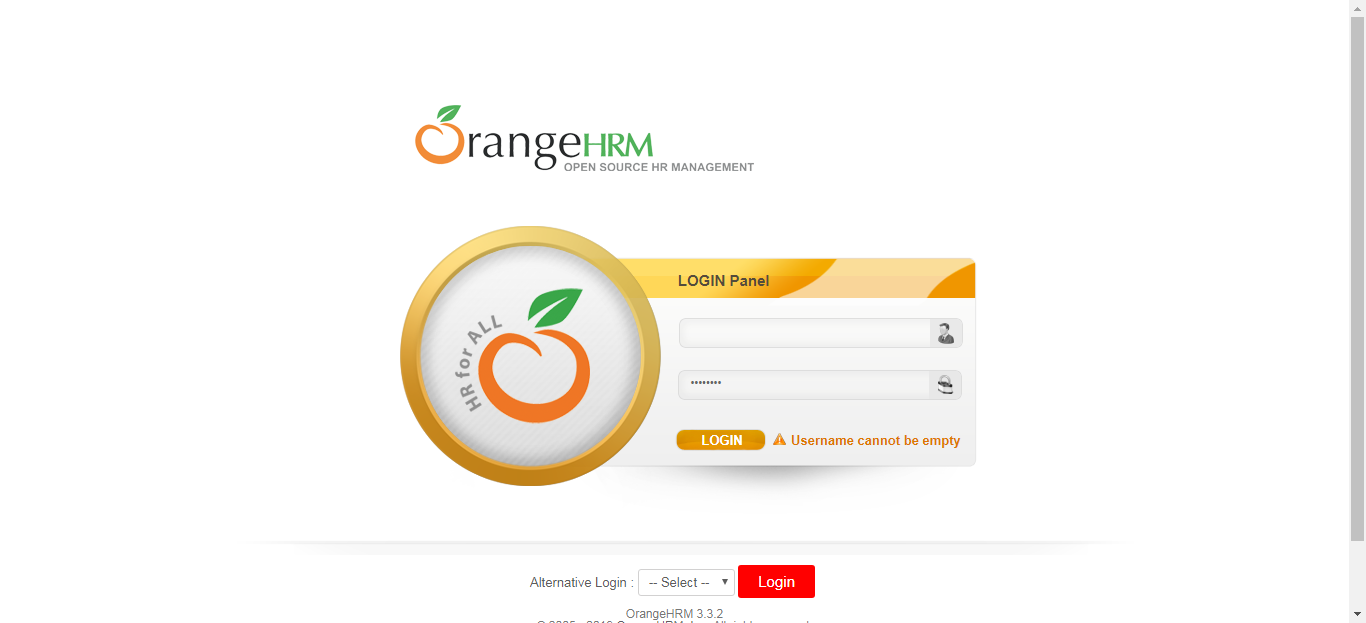 OrangeHRM
OPEN SOURCE HR MANAGEMENT
LOGIN Panel
HR for ALL
••••••••
LOGIN
Username cannot be empty
Alternative Login : -- Select -- Login
OrangeHRM 3.3.2